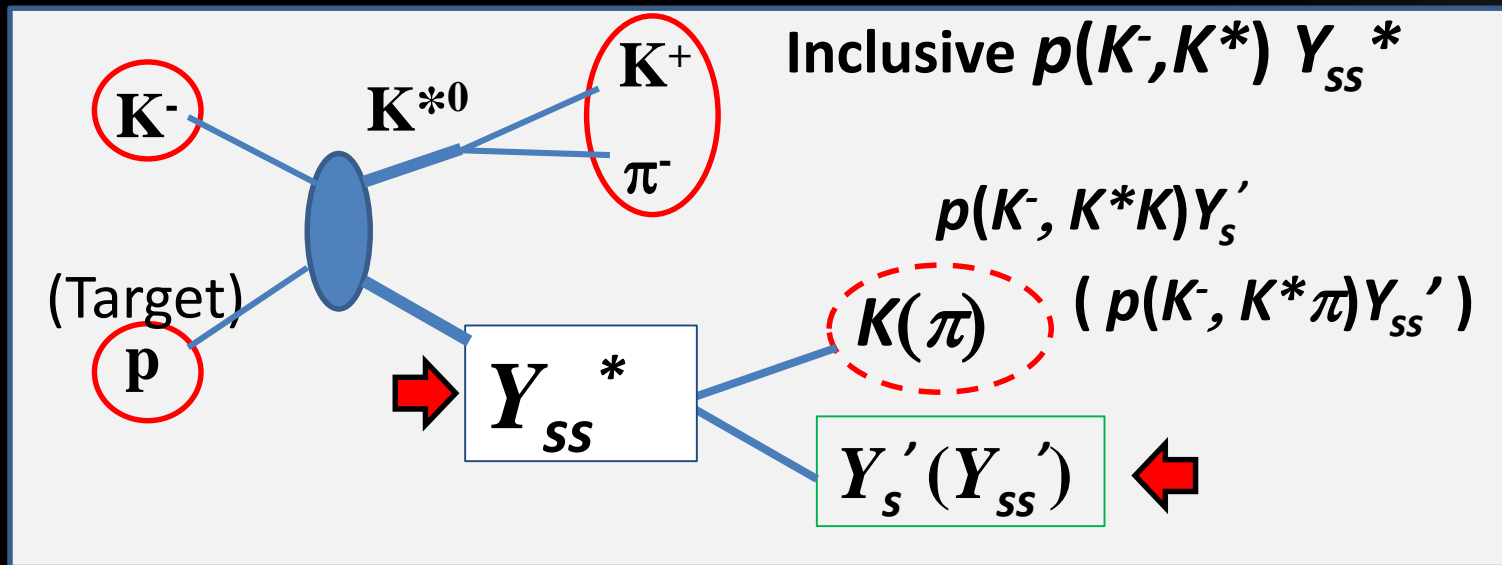 Inclusive p(K⁻,K*) Yₛₛ*
K⁺
K⁻
K*⁰
π⁻
p(K⁻, K*K)Yₛ′
(Target)
K(π)
( p(K⁻, K*π)Yₛₛ′ )
p
Yₛₛ*
Yₛ′(Yₛₛ′)